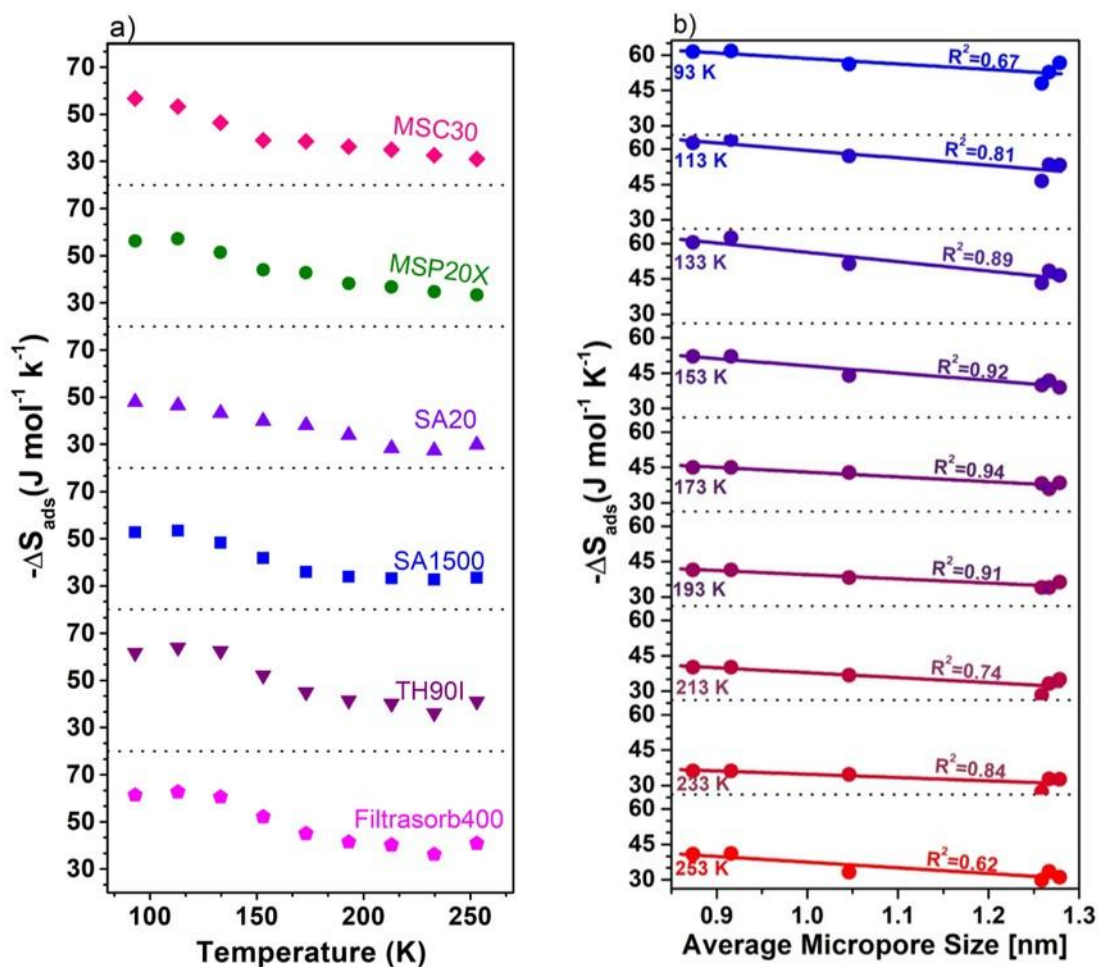 a)
-ΔS_ads (J mol⁻¹ k⁻¹)
70
50
30
MSC30
70
50
30
MSP20X
70
50
30
SA20
70
50
30
SA1500
70
50
30
TH90I
70
50
30
Filtrasorb400
100 150 200 250
Temperature (K)
b)
-ΔS_ads (J mol⁻¹ K⁻¹)
60
45
30
93 K
R²=0.67
60
45
30
113 K
R²=0.81
60
45
30
133 K
R²=0.89
60
45
30
153 K
R²=0.92
60
45
30
173 K
R²=0.94
60
45
30
193 K
R²=0.91
60
45
30
213 K
R²=0.74
60
45
30
233 K
R²=0.84
60
45
30
253 K
R²=0.62
0.9 1.0 1.1 1.2 1.3
Average Micropore Size [nm]